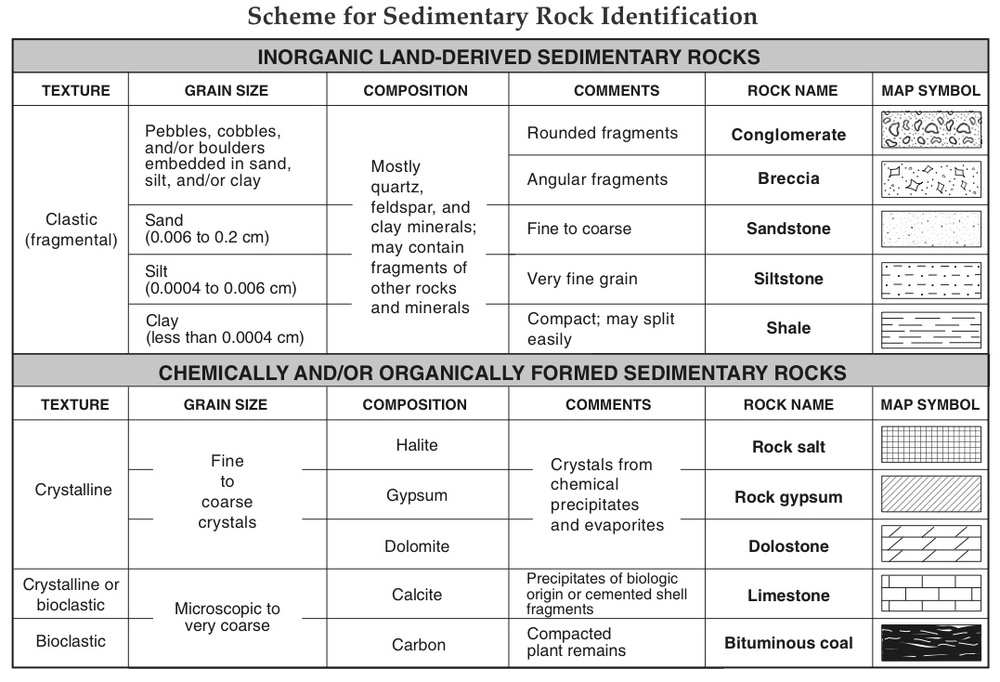 Scheme for Sedimentary Rock Identification
INORGANIC LAND-DERIVED SEDIMENTARY ROCKS
TEXTURE GRAIN SIZE COMPOSITION COMMENTS ROCK NAME MAP SYMBOL
Clastic
(fragmental)
Pebbles, cobbles,
and/or boulders
embedded in sand,
silt, and/or clay
Mostly
quartz,
feldspar, and
clay minerals;
may contain
fragments of
other rocks
and minerals
Rounded fragments
Conglomerate
Angular fragments
Breccia
Sand
(0.006 to 0.2 cm)
Fine to coarse
Sandstone
Silt
(0.0004 to 0.006 cm)
Very fine grain
Siltstone
Clay
(less than 0.0004 cm)
Compact; may split
easily
Shale
CHEMICALLY AND/OR ORGANICALLY FORMED SEDIMENTARY ROCKS
TEXTURE GRAIN SIZE COMPOSITION COMMENTS ROCK NAME MAP SYMBOL
Crystalline
Fine
to
coarse
crystals
Halite
Crystals from
chemical
precipitates
and evaporites
Rock salt
Gypsum
Rock gypsum
Dolomite
Dolostone
Crystalline or
bioclastic
Microscopic to
very coarse
Calcite
Precipitates of biologic
origin or cemented shell
fragments
Limestone
Bioclastic
Carbon
Compacted
plant remains
Bituminous coal